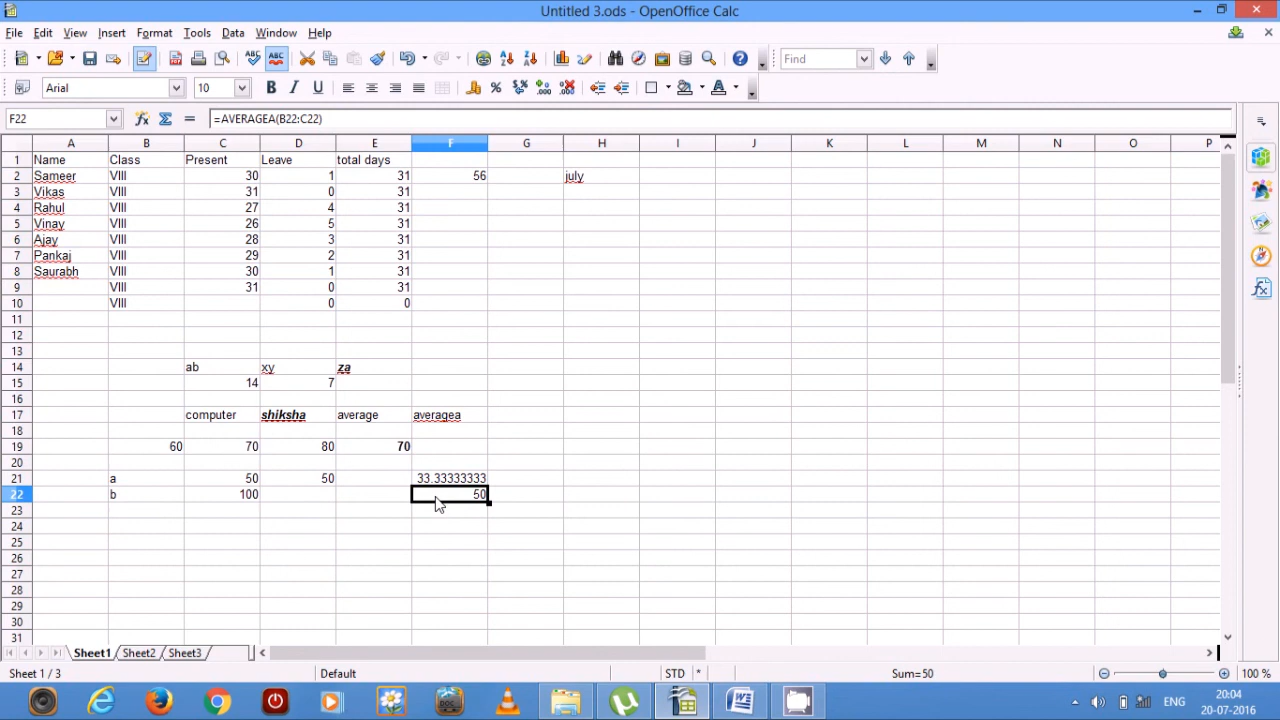 Untitled 3.ods - OpenOffice Calc
File Edit View Insert Format Tools Data Window Help
Find
Arial 10
F22 =AVERAGEA(B22:C22)
A B C D E F G H I J K L M N O P
1 Name Class Present Leave total days
2 Sameer VIII 30 1 31 56 july
3 Vikas VIII 31 0 31
4 Rahul VIII 27 4 31
5 Vinay VIII 26 5 31
6 Ajay VIII 28 3 31
7 Pankaj VIII 29 2 31
8 Saurabh VIII 30 1 31
9 VIII 31 0 31
10 VIII 0 0
11
12
13
14 ab xy za
15 14 7
16
17 computer shiksha average averagea
18
19 60 70 80 70
20
21 a 50 50 33.33333333
22 b 100 50
23
24
25
26
27
28
29
30
31
Sheet1 Sheet2 Sheet3
Sheet 1 / 3 Default STD * Sum=50 100 %
ENG 20:04
20-07-2016